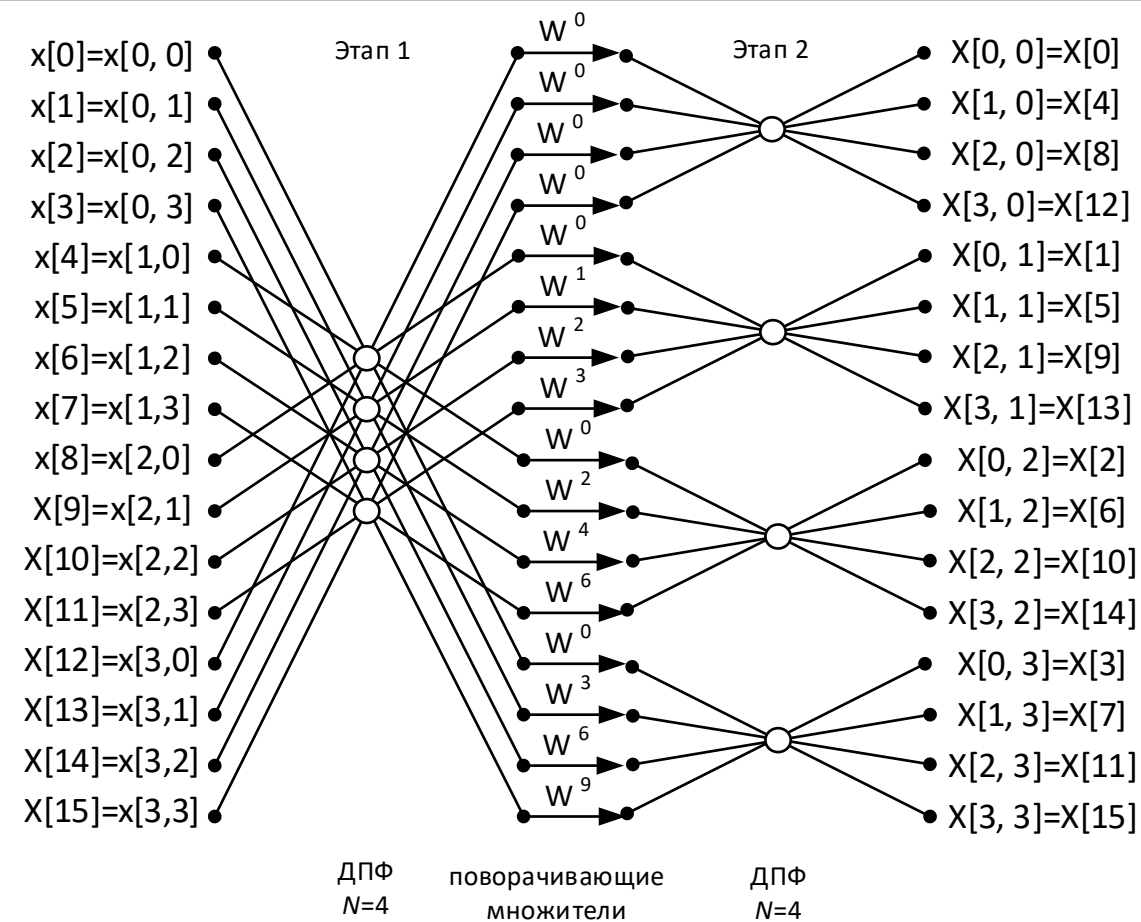 x[0]=x[0, 0] Этап 1 W 0 Этап 2 X[0, 0]=X[0]
x[1]=x[0, 1] W 0 X[1, 0]=X[4]
x[2]=x[0, 2] W 0 X[2, 0]=X[8]
x[3]=x[0, 3] W 0 X[3, 0]=X[12]
x[4]=x[1,0] W 0 X[0, 1]=X[1]
x[5]=x[1,1] W 1 X[1, 1]=X[5]
x[6]=x[1,2] W 2 X[2, 1]=X[9]
x[7]=x[1,3] W 3 X[3, 1]=X[13]
x[8]=x[2,0] W 0 X[0, 2]=X[2]
X[9]=x[2,1] W 2 X[1, 2]=X[6]
X[10]=x[2,2] W 4 X[2, 2]=X[10]
X[11]=x[2,3] W 6 X[3, 2]=X[14]
X[12]=x[3,0] W 0 X[0, 3]=X[3]
X[13]=x[3,1] W 3 X[1, 3]=X[7]
X[14]=x[3,2] W 6 X[2, 3]=X[11]
X[15]=x[3,3] W 9 X[3, 3]=X[15]
ДПФ поворачивающие ДПФ
N=4 множители N=4